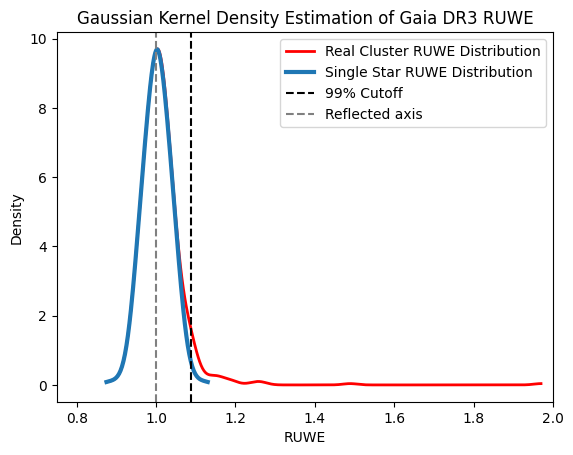 Gaussian Kernel Density Estimation of Gaia DR3 RUWE
Real Cluster RUWE Distribution
Single Star RUWE Distribution
99% Cutoff
Reflected axis
Density
10
8
6
4
2
0
0.8
1.0
1.2
1.4
1.6
1.8
2.0
RUWE